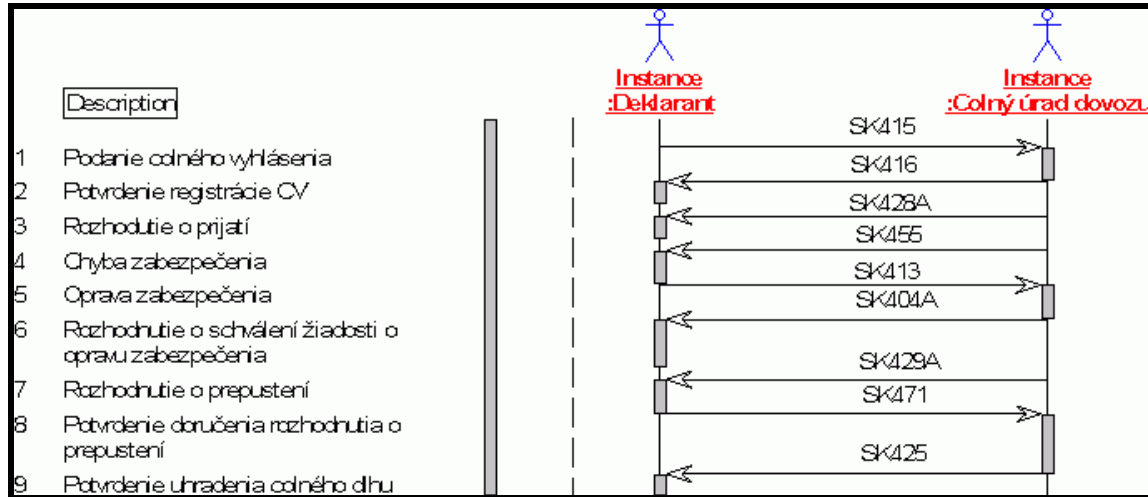 Instance
:Deklarant
Instance
:Colný úrad dovozu
Description
SK415
1 Podanie colného vyhlásenia
SK416
2 Potvrdenie registrácie CV
SK428A
3 Rozhodutie o prijatí
SK455
4 Chyba zabezpečenia
SK413
5 Oprava zabezpečenia
SK404A
6 Rozhodnutie o schválení žiadosti o
opravu zabezpečenia
SK429A
7 Rozhodnutie o prepustení
SK471
8 Potvrdenie doručenia rozhodnutia o
prepustení
SK425
9 Potvrdenie uhradenia colného dlhu